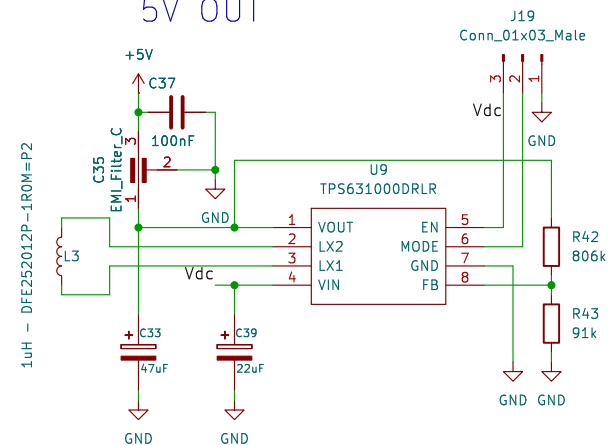 5V OUT
J19
Conn_01x03_Male
+5V
C37
3
2
1
Vdc
100nF
GND
3
2
1
C35
EMI_Filter_C
GND
U9
TPS631000DRLR
1uH - DFE252012P-1R0M=P2
L3
1 VOUT EN 5
2 LX2 MODE 6
3 LX1 GND 7
4 VIN FB 8
Vdc
R42
806k
R43
91k
+ C33
47uF
+ C39
22uF
GND
GND
GND
GND